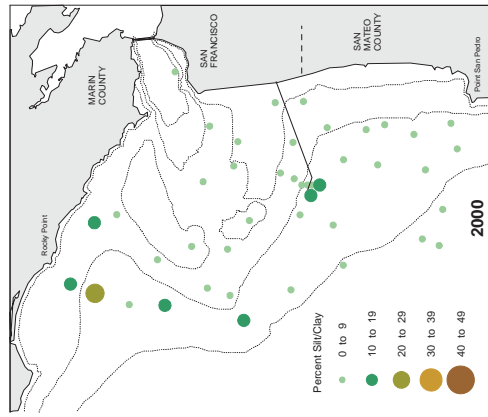 MARIN
COUNTY
SAN
FRANCISCO
SAN
MATEO
COUNTY
Point San Pedro
Rocky Point
2000
Percent Silt/Clay
0 to 9
10 to 19
20 to 29
30 to 39
40 to 49